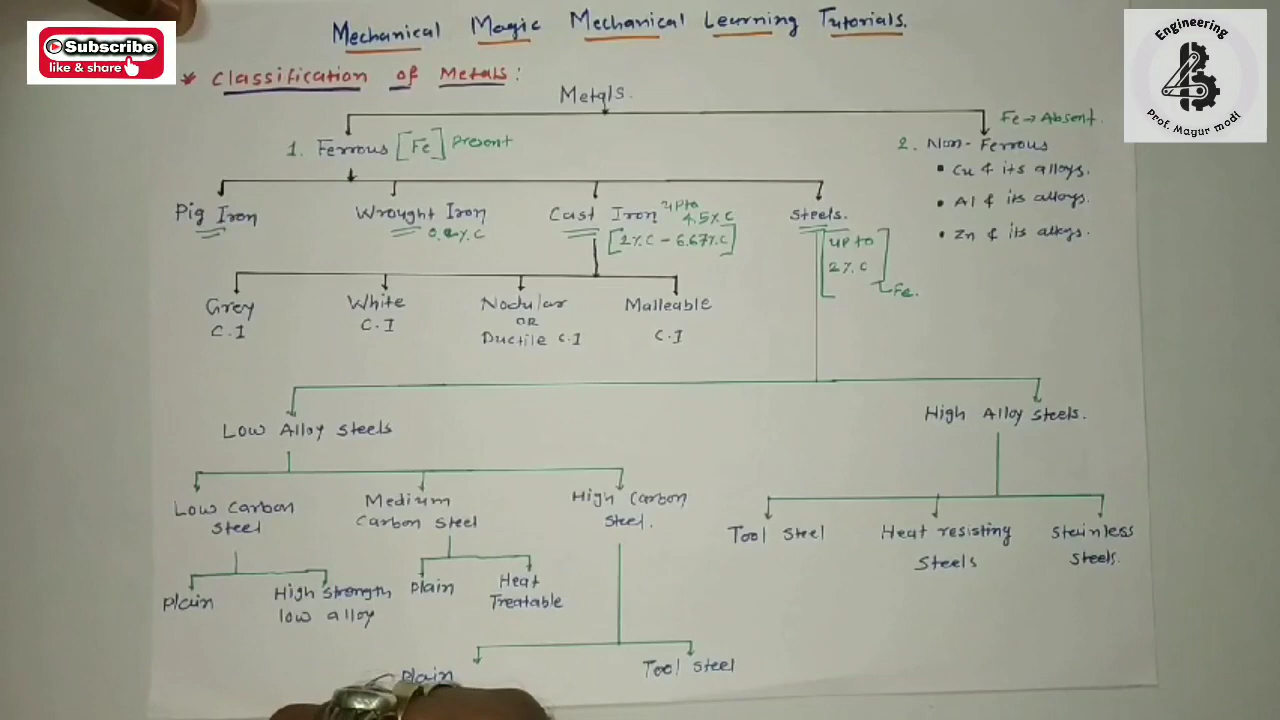 Mechanical Magic Mechanical Learning Tutorials.
Subscribe
like & share
Engineering
Prof. Mayur modi
* Classification of Metals:
Metals.
1. Ferrous [Fe] Present
Fe → Absent.
2. Non-Ferrous
• Cu & its alloys.
• Al & its alloys.
• Zn & its alloys.
Pig Iron
Wrought Iron
% C
Cast Iron upto 4.5% C
[2% C - 6.67% C]
Steels.
[up to
2% C]
Fe.
Grey
C.I
White
C.I
Nodular
OR
Ductile C.I
Malleable
C.I
Low Alloy Steels
High Alloy Steels.
Low Carbon
Steel
Medium
Carbon Steel
High Carbon
Steel.
Tool Steel
Heat resisting
Steels
Stainless
Steels.
Plain
High strength
low alloy
Plain
Heat
Treatable
Plain
Tool Steel